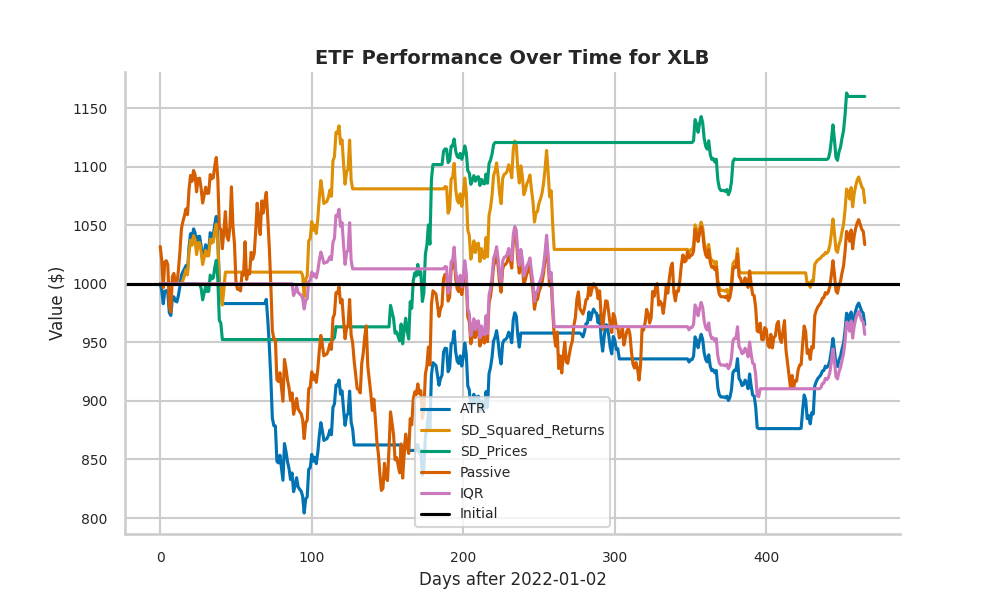 ETF Performance Over Time for XLB
Value ($)
1150
1100
1050
1000
950
900
850
800
ATR
SD_Squared_Returns
SD_Prices
Passive
IQR
Initial
0
100
200
300
400
Days after 2022-01-02